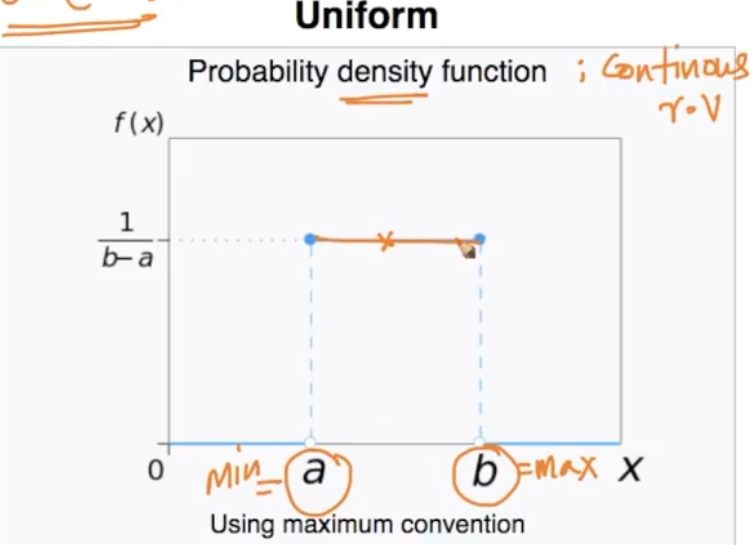 Uniform
Probability density function ; Continous
r.V
f(x)
1
b-a
0 Min = a b = max x
Using maximum convention